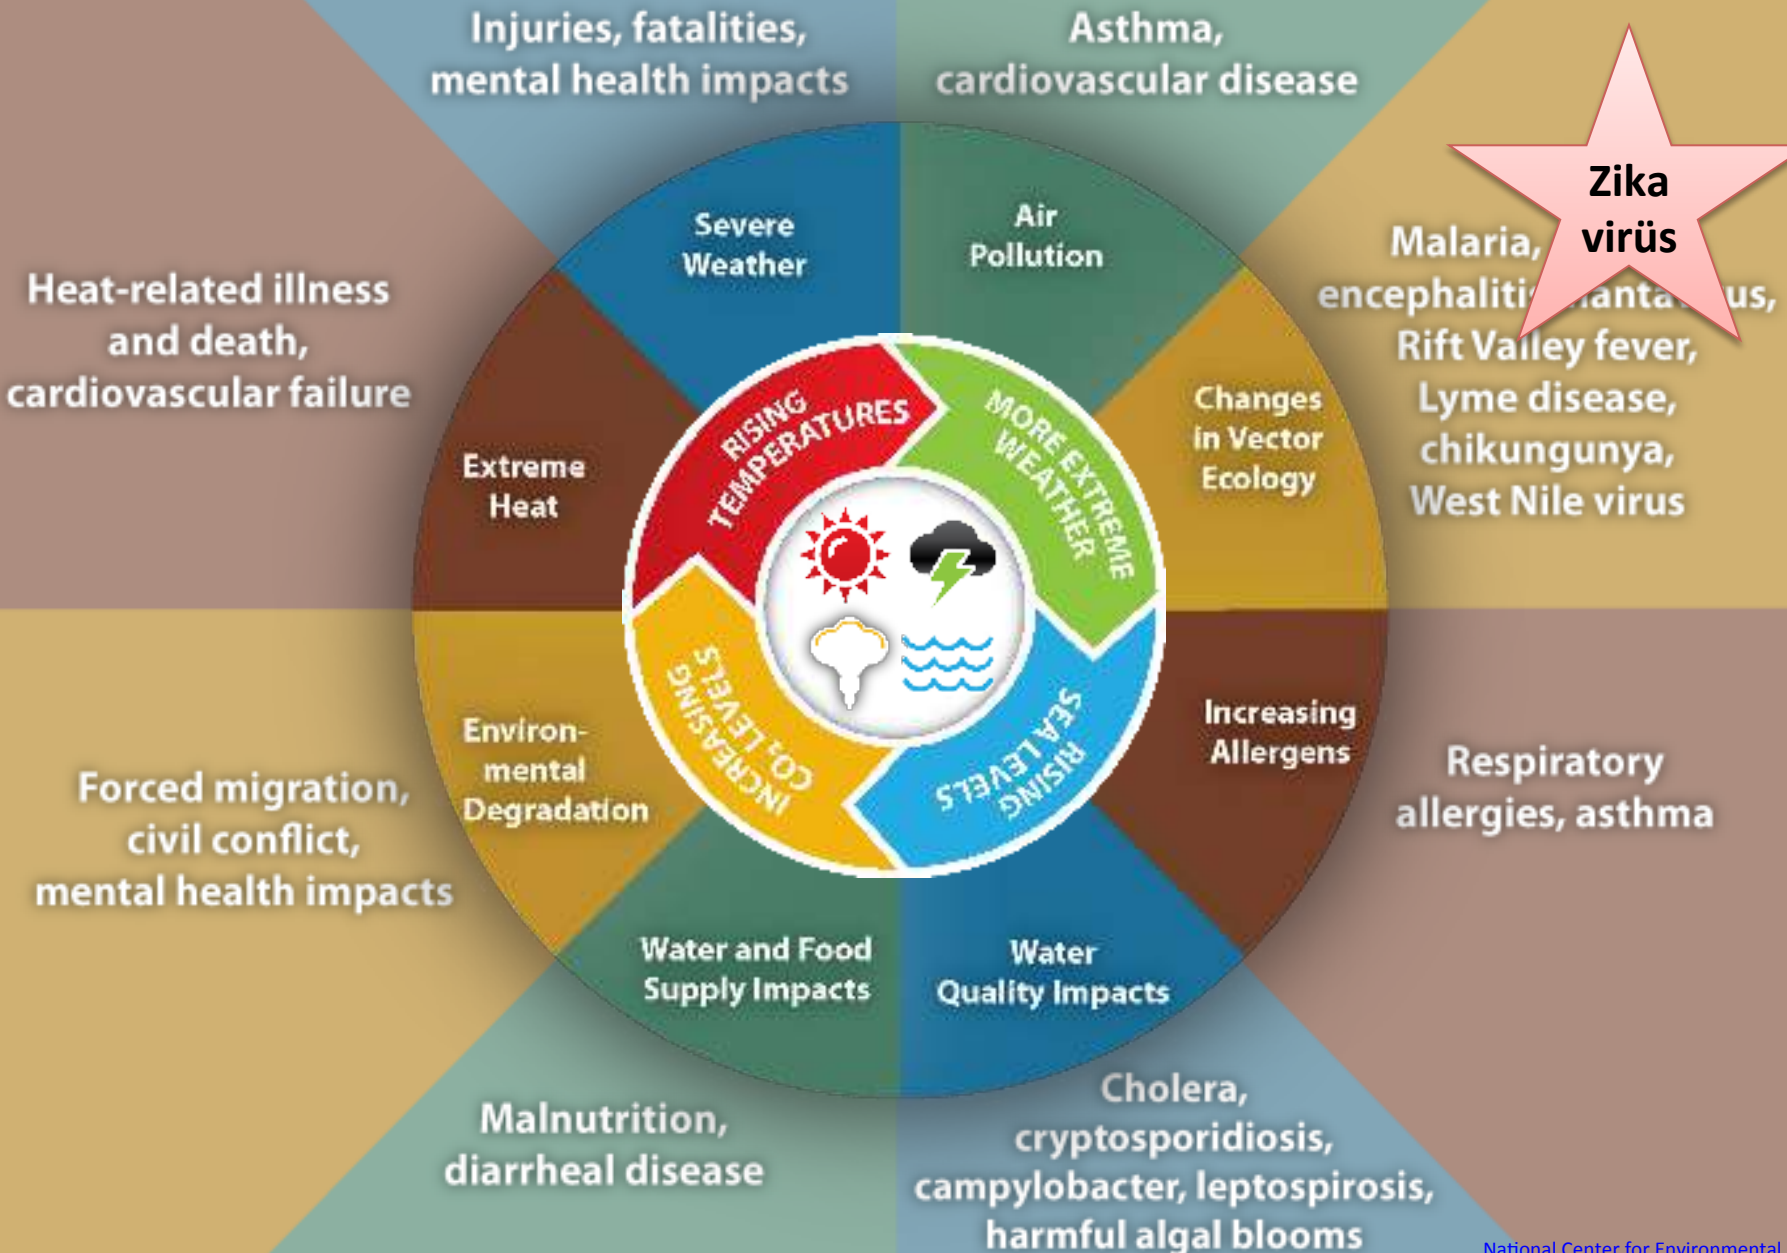 Injuries, fatalities,
mental health impacts
Asthma,
cardiovascular disease
Zika
virüs
Malaria,
encephalitis,
Rift Valley fever,
Lyme disease,
chikungunya,
West Nile virus
Heat-related illness
and death,
cardiovascular failure
Severe
Weather
Air
Pollution
Changes
in Vector
Ecology
Extreme
Heat
RISING
TEMPERATURES
MORE EXTREME
WEATHER
INCREASING
CO₂ LEVELS
RISING
SEA LEVELS
Environ-
mental
Degradation
Increasing
Allergens
Forced migration,
civil conflict,
mental health impacts
Respiratory
allergies, asthma
Water and Food
Supply Impacts
Water
Quality Impacts
Malnutrition,
diarrheal disease
Cholera,
cryptosporidiosis,
campylobacter, leptospirosis,
harmful algal blooms
National Center for Environmental